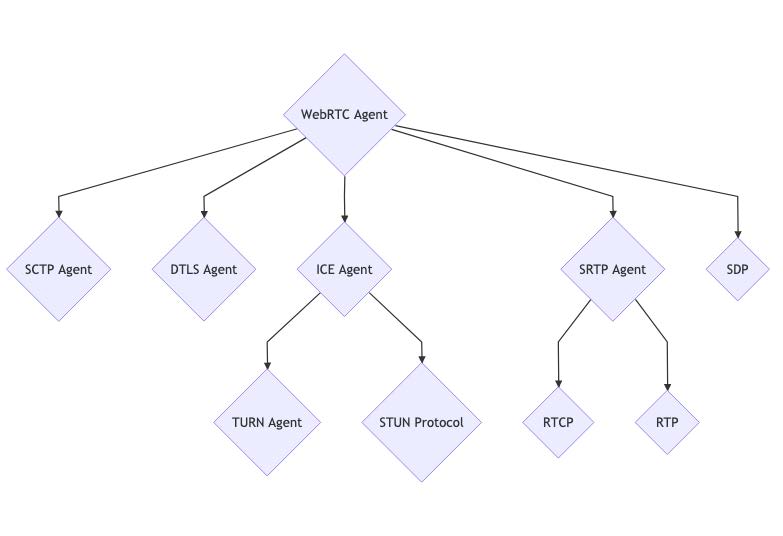 WebRTC Agent
SCTP Agent
DTLS Agent
ICE Agent
SRTP Agent
SDP
TURN Agent
STUN Protocol
RTCP
RTP